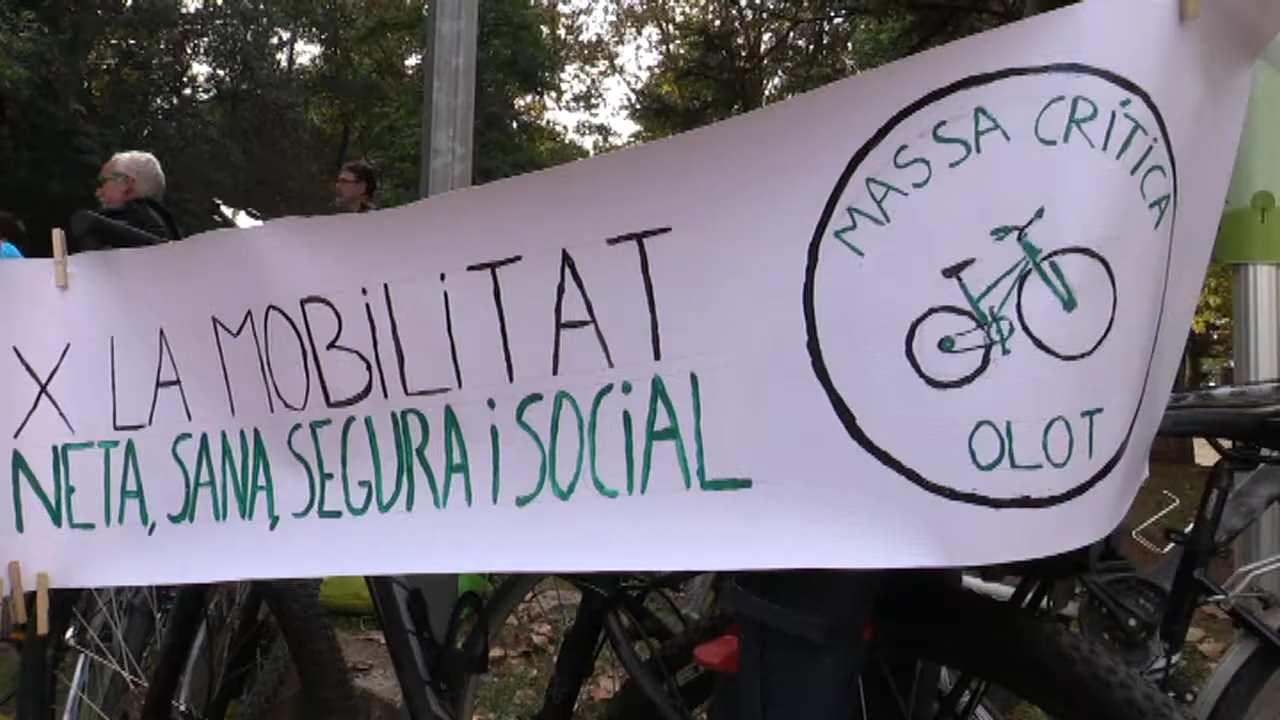 X LA MOBiLiTAT
NETA, SANA, SEGURA i SOCiAL
MASSA CRÍTiCA
OLOT